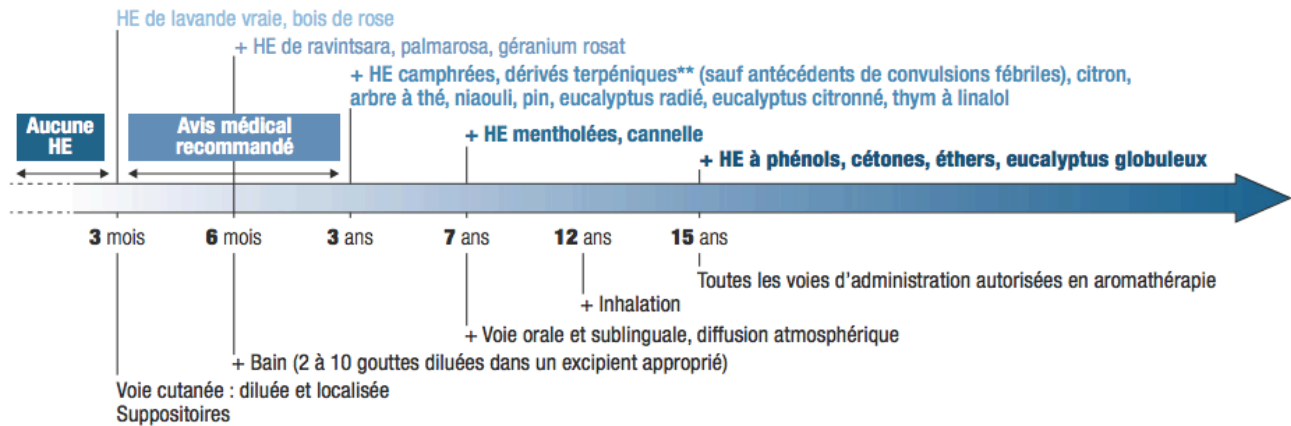 HE de lavande vraie, bois de rose
+ HE de ravintsara, palmarosa, géranium rosat
+ HE camphrées, dérivés terpéniques** (sauf antécédents de convulsions fébriles), citron,
arbre à thé, niaouli, pin, eucalyptus radié, eucalyptus citronné, thym à linalol
Aucune
HE
Avis médical
recommandé
+ HE mentholées, cannelle
+ HE à phénols, cétones, éthers, eucalyptus globuleux
3 mois
6 mois
3 ans
7 ans
12 ans
15 ans
Toutes les voies d'administration autorisées en aromathérapie
+ Inhalation
+ Voie orale et sublinguale, diffusion atmosphérique
+ Bain (2 à 10 gouttes diluées dans un excipient approprié)
Voie cutanée : diluée et localisée
Suppositoires